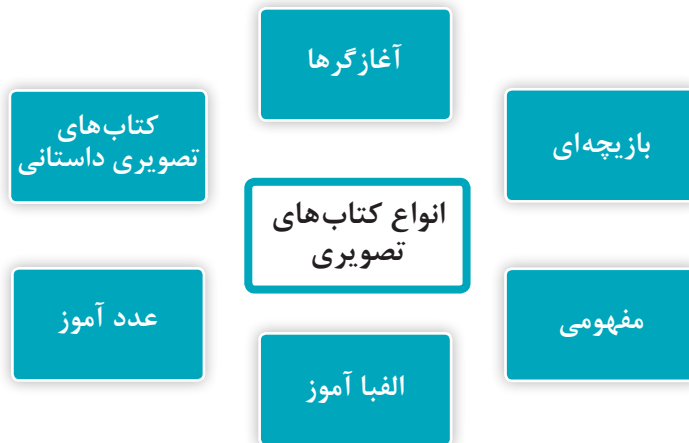 آغازگرها
بازیچه‌ای
کتاب‌های
تصویری داستانی
انواع کتاب‌های
تصویری
مفهومی
عدد آموز
الفبا آموز